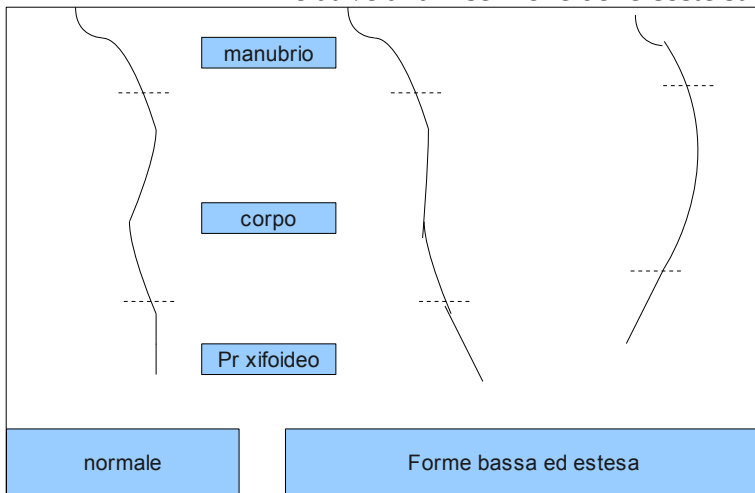 manubrio
corpo
Pr xifoideo
normale
Forme bassa ed estesa